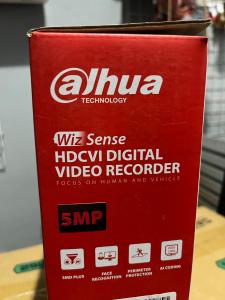 alhua
TECHNOLOGY
Wiz Sense
HDCVI DIGITAL
VIDEO RECORDER
FOCUS ON HUMAN AND VEHICLE
5MP
SMD PLUS
FACE
RECOGNITION
PERIMETER
PROTECTION
AI CODING